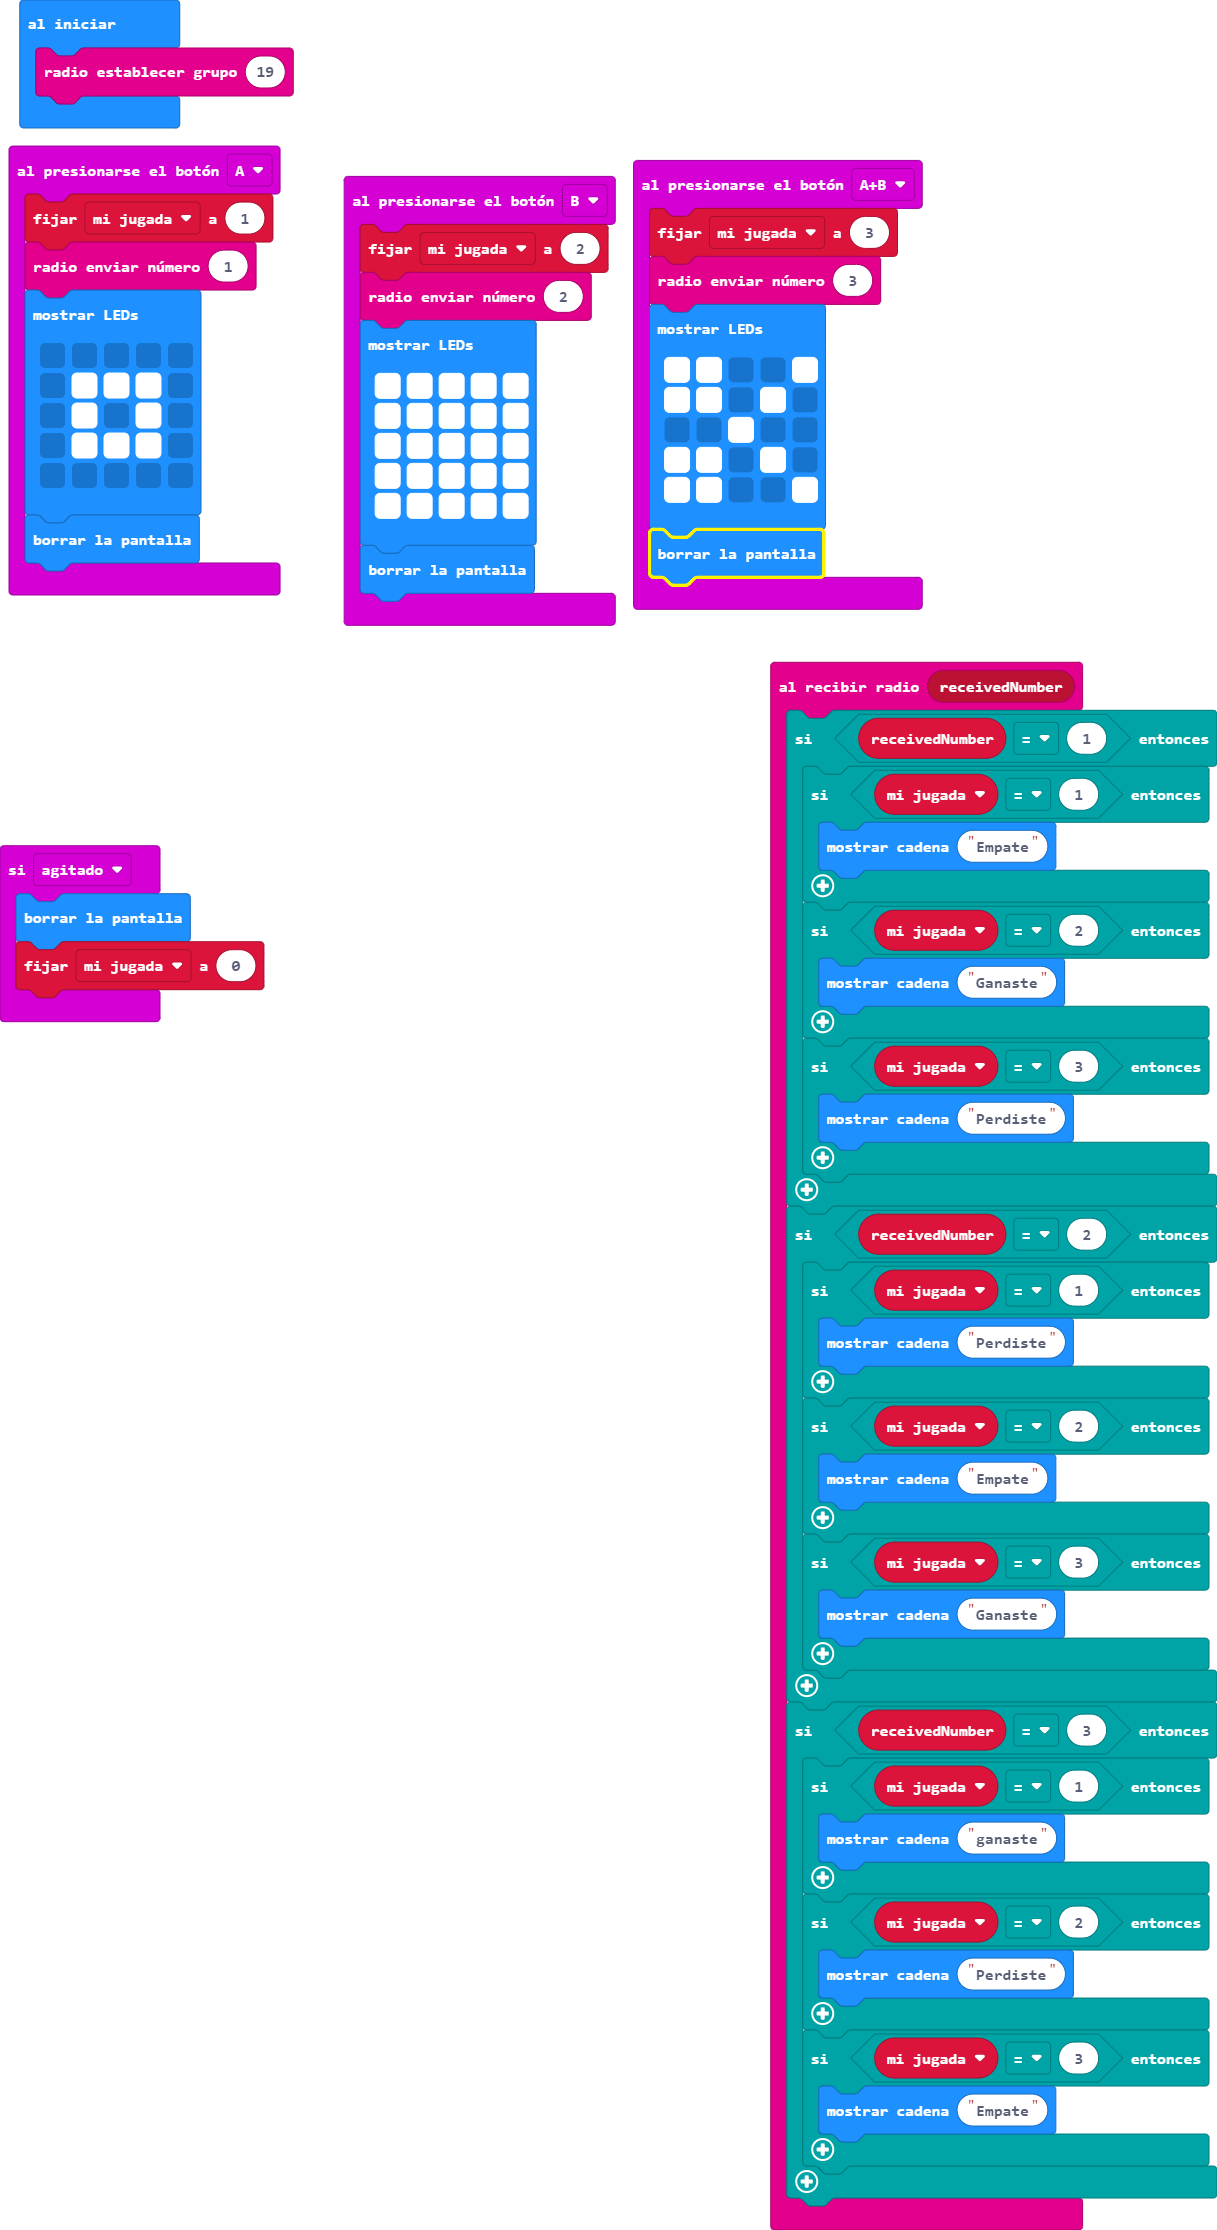 al iniciar
radio establecer grupo 19
al presionarse el botón A
fijar mi jugada a 1
radio enviar número 1
mostrar LEDs
borrar la pantalla
al presionarse el botón B
fijar mi jugada a 2
radio enviar número 2
mostrar LEDs
borrar la pantalla
al presionarse el botón A+B
fijar mi jugada a 3
radio enviar número 3
mostrar LEDs
borrar la pantalla
si agitado
borrar la pantalla
fijar mi jugada a 0
al recibir radio receivedNumber
si receivedNumber = 1 entonces
si mi jugada = 1 entonces
mostrar cadena "Empate"
si mi jugada = 2 entonces
mostrar cadena "Ganaste"
si mi jugada = 3 entonces
mostrar cadena "Perdiste"
si receivedNumber = 2 entonces
si mi jugada = 1 entonces
mostrar cadena "Perdiste"
si mi jugada = 2 entonces
mostrar cadena "Empate"
si mi jugada = 3 entonces
mostrar cadena "Ganaste"
si receivedNumber = 3 entonces
si mi jugada = 1 entonces
mostrar cadena "ganaste"
si mi jugada = 2 entonces
mostrar cadena "Perdiste"
si mi jugada = 3 entonces
mostrar cadena "Empate"